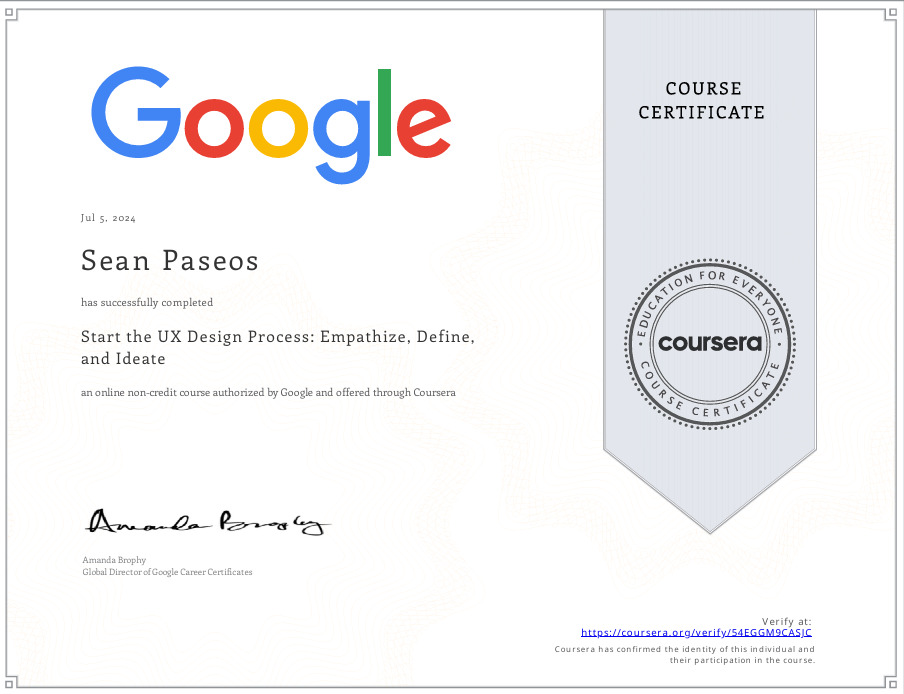 Google
COURSE
CERTIFICATE
Jul 5, 2024
Sean Paseos
has successfully completed
Start the UX Design Process: Empathize, Define,
and Ideate
an online non-credit course authorized by Google and offered through Coursera
EDUCATION FOR EVERYONE
coursera
COURSE CERTIFICATE
Amanda Brophy
Amanda Brophy
Global Director of Google Career Certificates
Verify at:
https://coursera.org/verify/54EGGM9CASJC
Coursera has confirmed the identity of this individual and
their participation in the course.